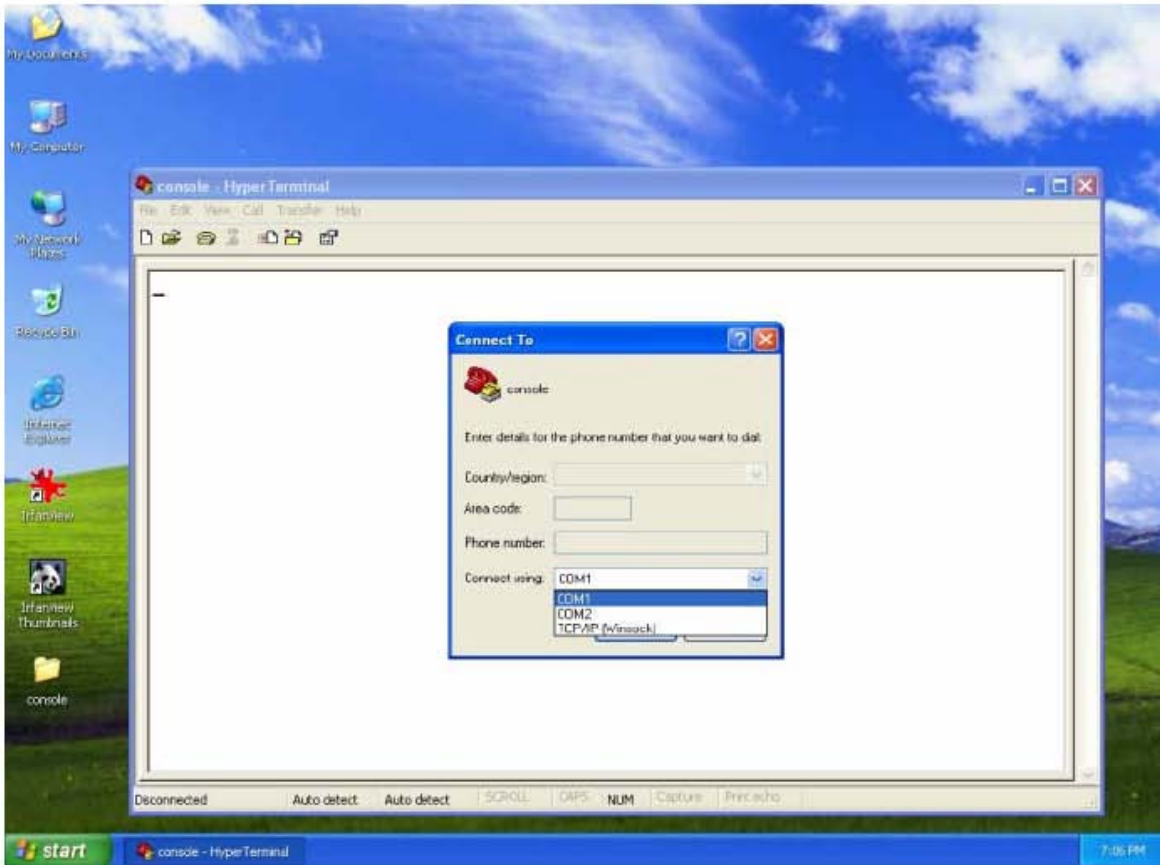 My Documents
My Computer
My Network
Places
Recycle Bin
Internet
Explorer
IrfanView
IrfanView
Thumbnails
console
console - HyperTerminal
File Edit View Call Transfer Help
Connect To
console
Enter details for the phone number that you want to dial:
Country/region:
Area code:
Phone number:
Connect using: COM1
COM1
COM2
TCP/IP (Winsock)
Disconnected Auto detect Auto detect SCROLL CAPS NUM Capture Print echo
start console - HyperTerminal 7:06 PM